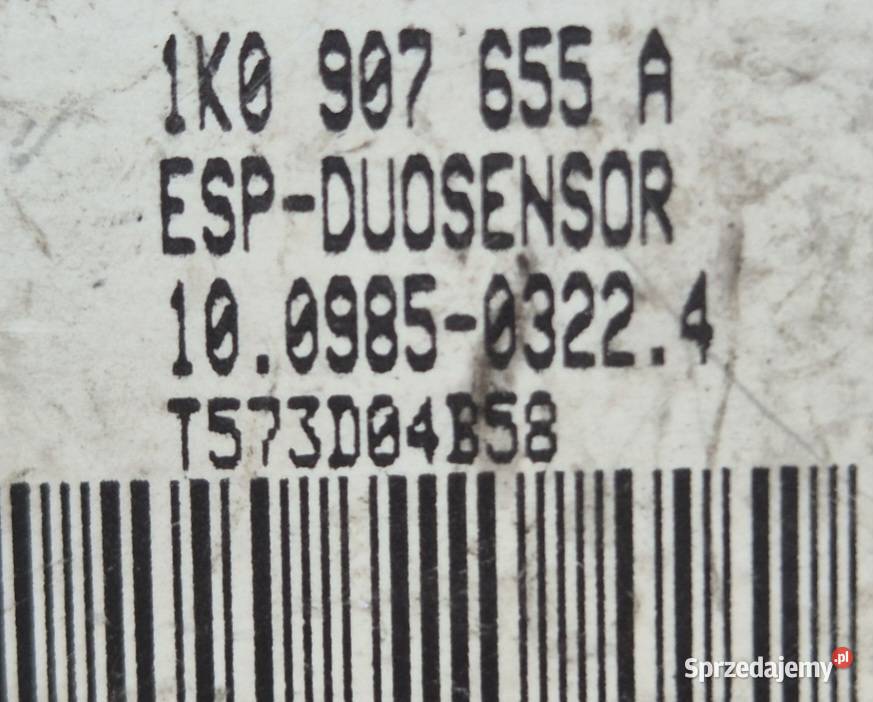 1K0 907 655 A
ESP-DUOSENSOR
10.0985-0322.4
T573D04B58
Sprzedajemy.pl